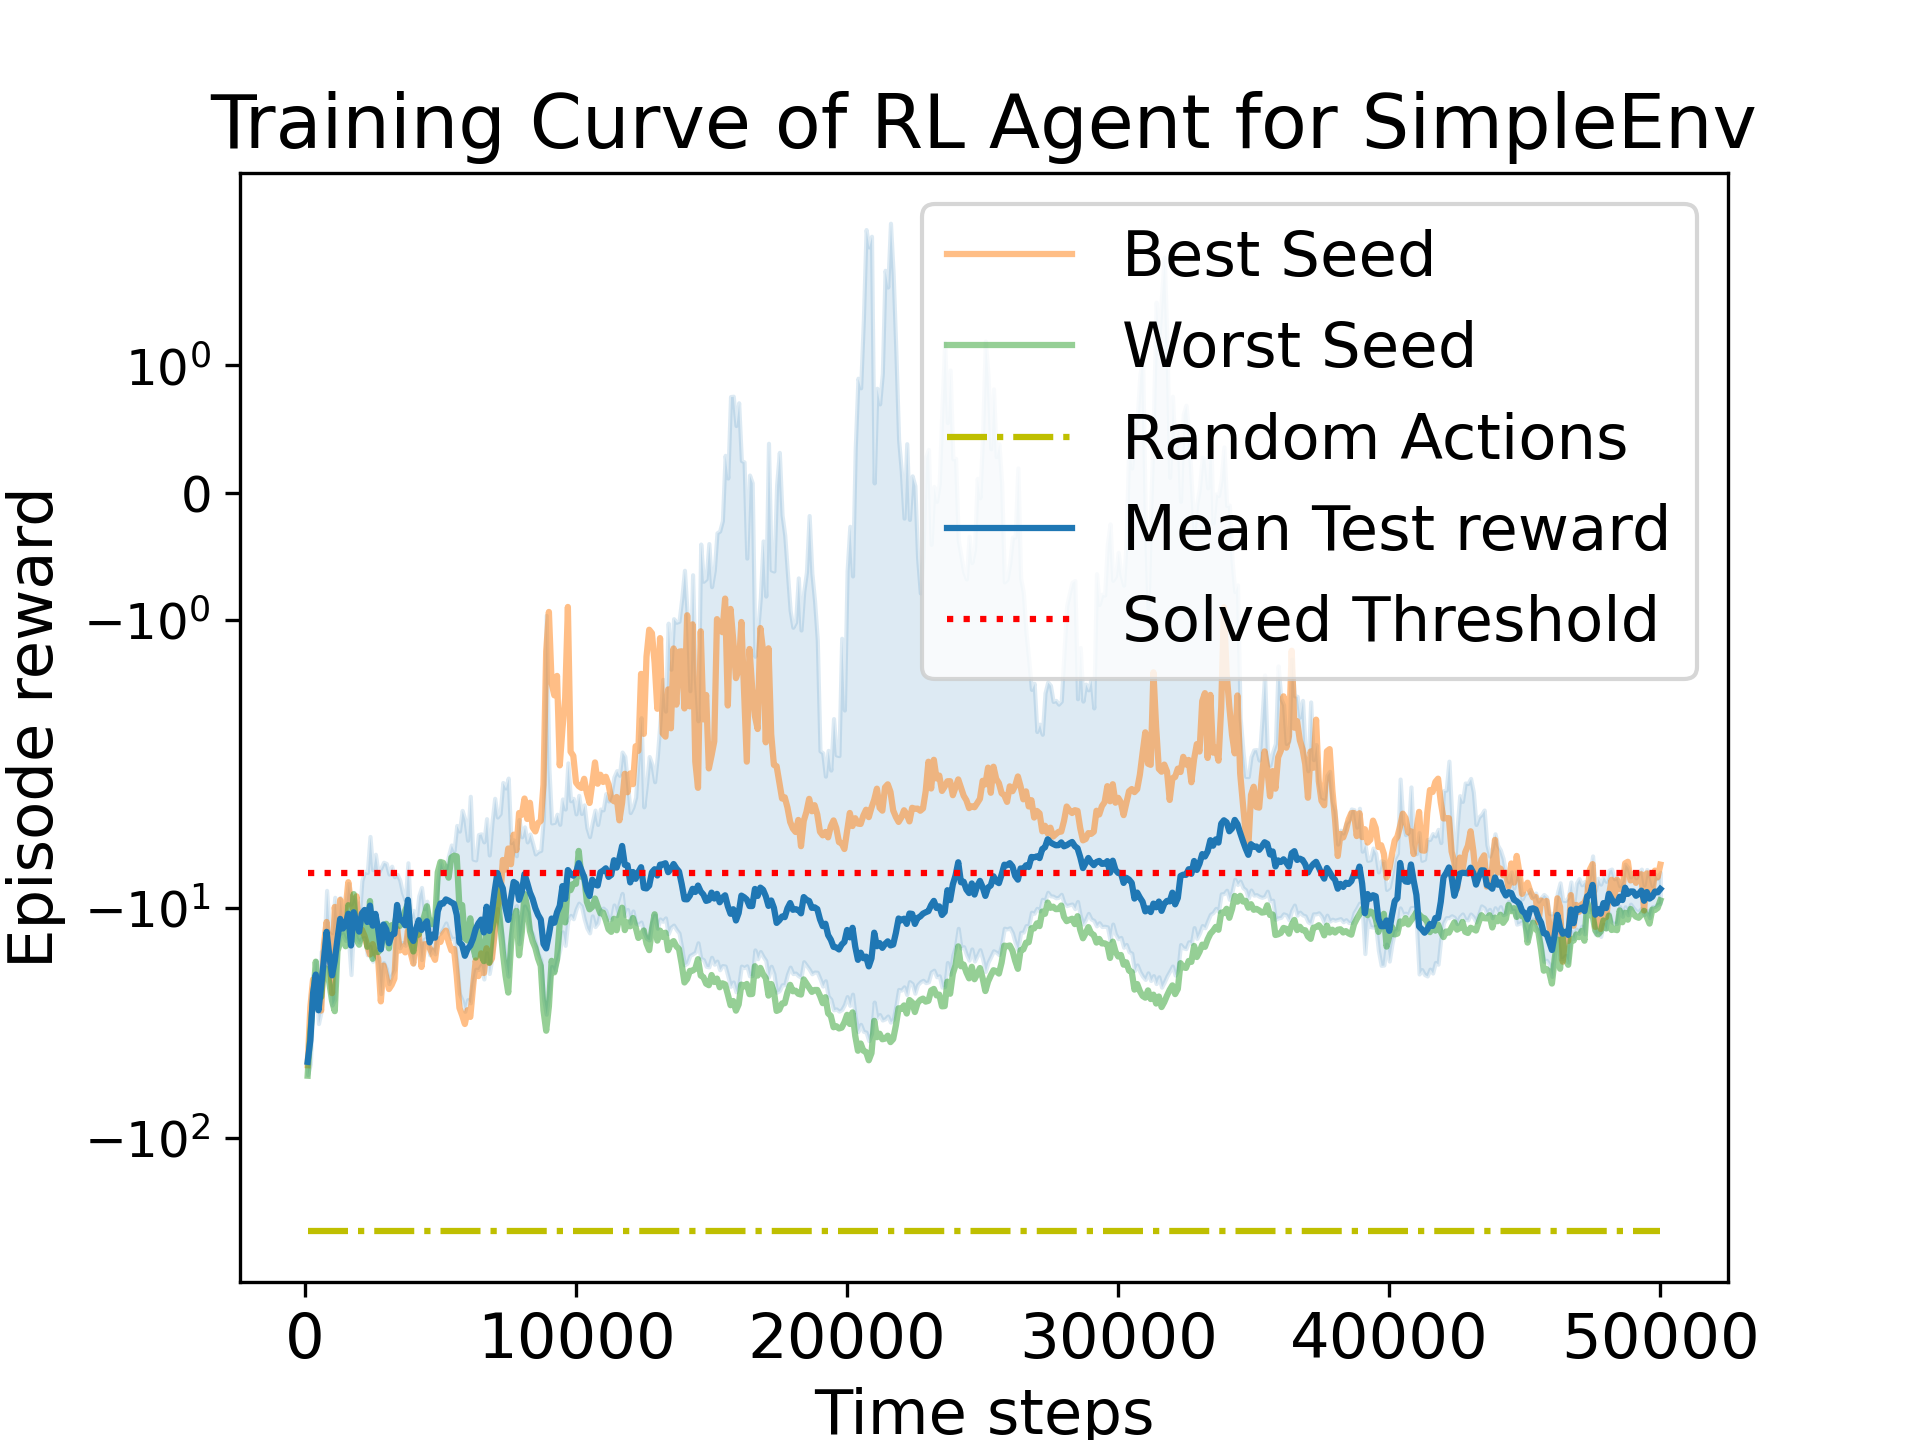 Training Curve of RL Agent for SimpleEnv
Episode reward
10⁰
0
−10⁰
−10¹
−10²
Best Seed
Worst Seed
Random Actions
Mean Test reward
Solved Threshold
0 10000 20000 30000 40000 50000
Time steps